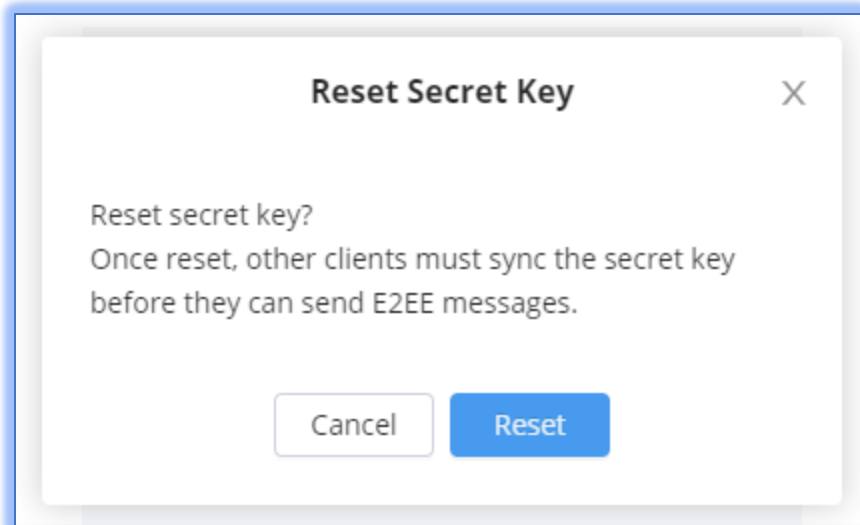 Reset Secret Key
X
Reset secret key?
Once reset, other clients must sync the secret key
before they can send E2EE messages.
Cancel
Reset